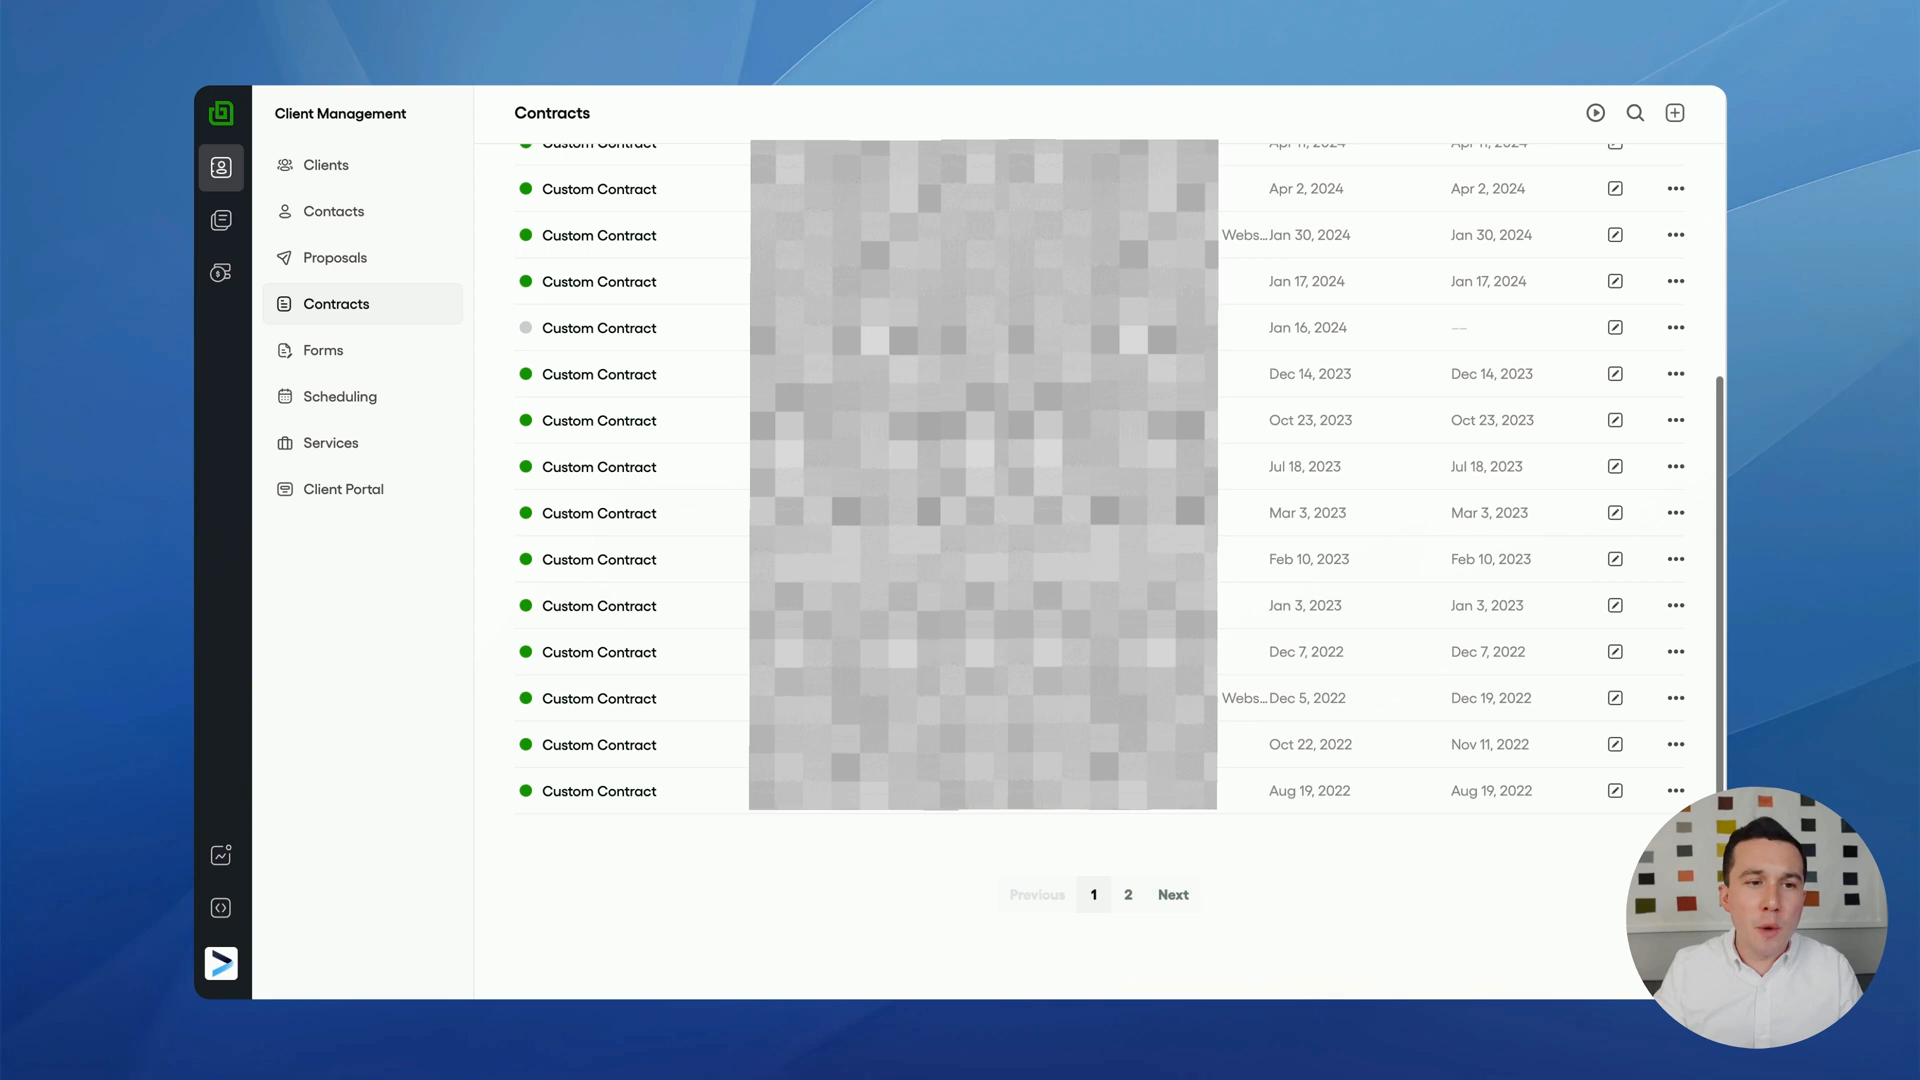 Client Management
Clients
Contacts
Proposals
Contracts
Forms
Scheduling
Services
Client Portal
Contracts
Custom Contract Apr 11, 2024 Apr 11, 2024
Custom Contract Apr 2, 2024 Apr 2, 2024
Custom Contract Webs... Jan 30, 2024 Jan 30, 2024
Custom Contract Jan 17, 2024 Jan 17, 2024
Custom Contract Jan 16, 2024 —
Custom Contract Dec 14, 2023 Dec 14, 2023
Custom Contract Oct 23, 2023 Oct 23, 2023
Custom Contract Jul 18, 2023 Jul 18, 2023
Custom Contract Mar 3, 2023 Mar 3, 2023
Custom Contract Feb 10, 2023 Feb 10, 2023
Custom Contract Jan 3, 2023 Jan 3, 2023
Custom Contract Dec 7, 2022 Dec 7, 2022
Custom Contract Webs... Dec 5, 2022 Dec 19, 2022
Custom Contract Oct 22, 2022 Nov 11, 2022
Custom Contract Aug 19, 2022 Aug 19, 2022
Previous 1 2 Next